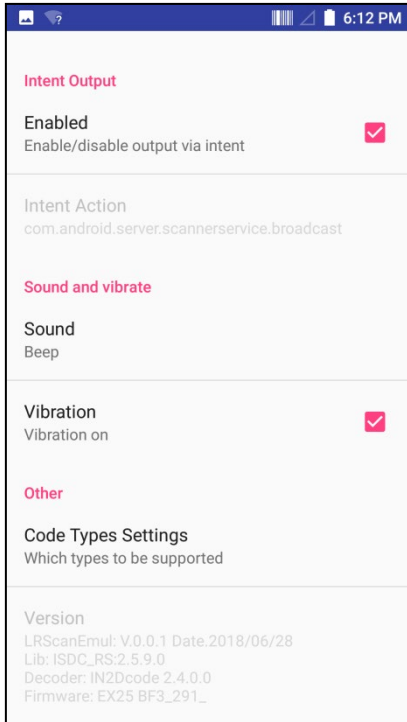 6:12 PM
Intent Output
Enabled
Enable/disable output via intent
Intent Action
com.android.server.scannerservice.broadcast
Sound and vibrate
Sound
Beep
Vibration
Vibration on
Other
Code Types Settings
Which types to be supported
Version
LRScanEmul: V.0.0.1 Date.2018/06/28
Lib: ISDC_RS:2.5.9.0
Decoder: IN2Dcode 2.4.0.0
Firmware: EX25 BF3_291_